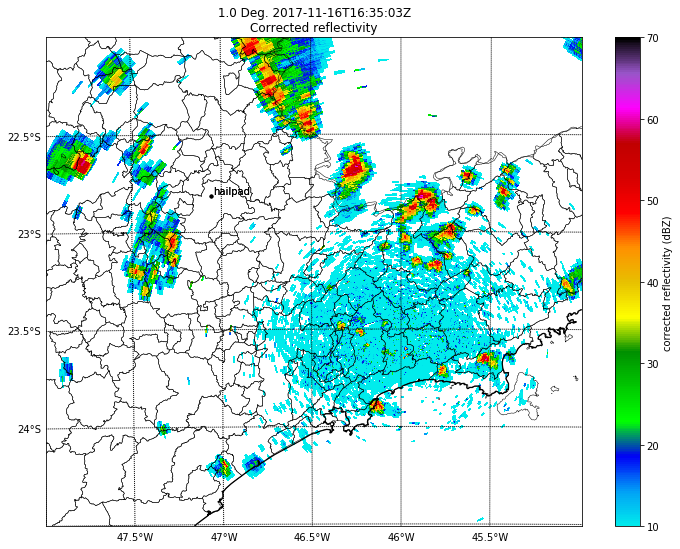 1.0 Deg. 2017-11-16T16:35:03Z
Corrected reflectivity
70
60
50
40
30
20
10
corrected reflectivity (dBZ)
22.5°S
23°S
23.5°S
24°S
hailpad
47.5°W
47°W
46.5°W
46°W
45.5°W